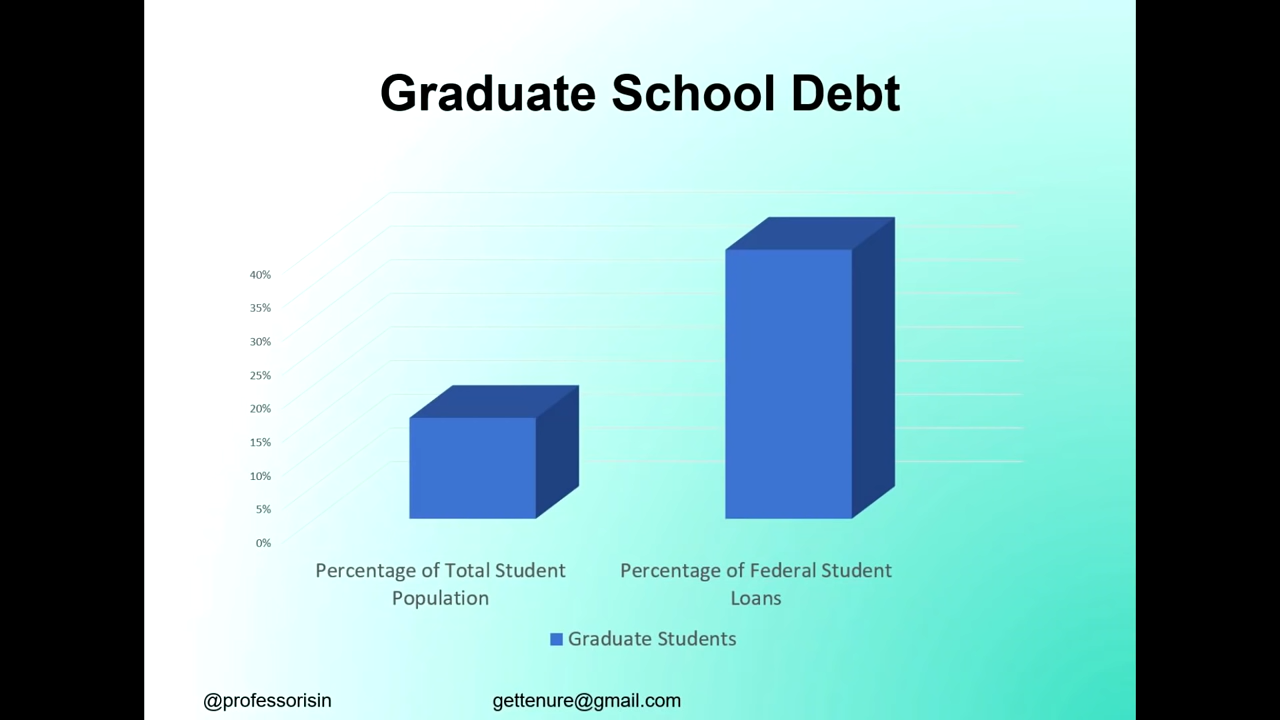 Graduate School Debt
40%
35%
30%
25%
20%
15%
10%
5%
0%
Percentage of Total Student
Population
Percentage of Federal Student
Loans
Graduate Students
@professorisin
gettenure@gmail.com